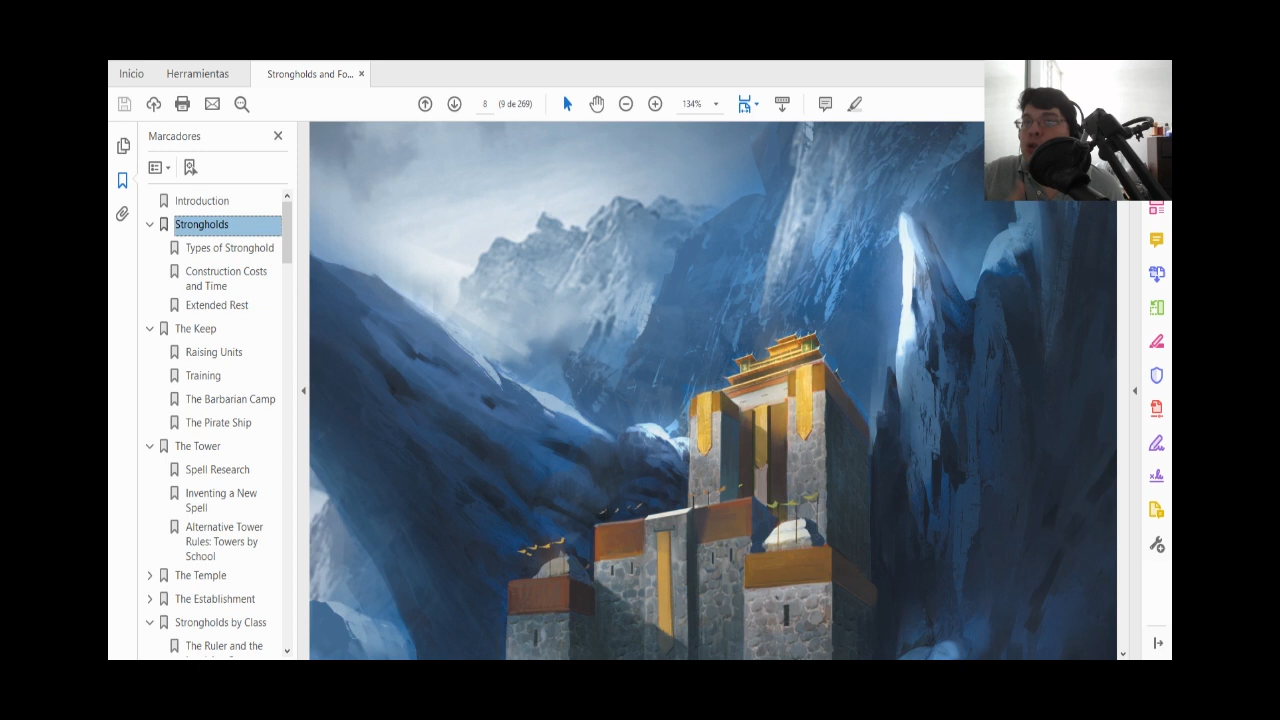 Inicio
Herramientas
Strongholds and Fo...
8
(9 de 269)
134%
Marcadores
Introduction
Strongholds
Types of Stronghold
Construction Costs
and Time
Extended Rest
The Keep
Raising Units
Training
The Barbarian Camp
The Pirate Ship
The Tower
Spell Research
Inventing a New
Spell
Alternative Tower
Rules: Towers by
School
The Temple
The Establishment
Strongholds by Class
The Ruler and the